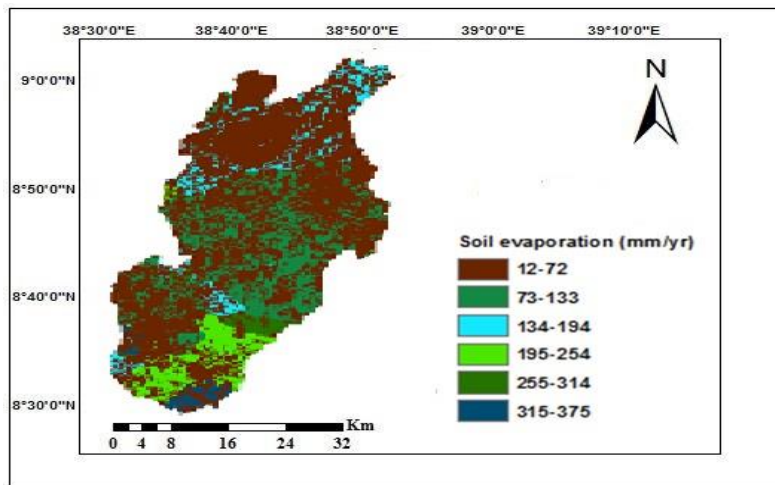 38°30'0"E 38°40'0"E 38°50'0"E 39°0'0"E 39°10'0"E
9°0'0"N
N
8°50'0"N
Soil evaporation (mm/yr)
12-72
73-133
8°40'0"N
134-194
195-254
255-314
8°30'0"N
315-375
Km
0 4 8 16 24 32